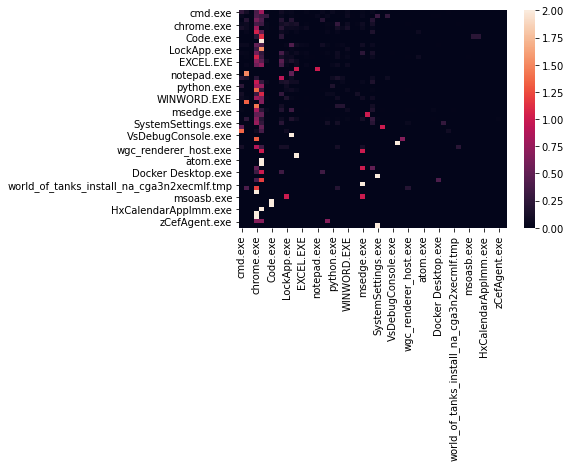 cmd.exe
chrome.exe
Code.exe
LockApp.exe
EXCEL.EXE
notepad.exe
python.exe
WINWORD.EXE
msedge.exe
SystemSettings.exe
VsDebugConsole.exe
wgc_renderer_host.exe
atom.exe
Docker Desktop.exe
world_of_tanks_install_na_cga3n2xecmlf.tmp
msoasb.exe
HxCalendarAppImm.exe
zCefAgent.exe
cmd.exe
chrome.exe
Code.exe
LockApp.exe
EXCEL.EXE
notepad.exe
python.exe
WINWORD.EXE
msedge.exe
SystemSettings.exe
VsDebugConsole.exe
wgc_renderer_host.exe
atom.exe
Docker Desktop.exe
world_of_tanks_install_na_cga3n2xecmlf.tmp
msoasb.exe
HxCalendarAppImm.exe
zCefAgent.exe
2.00
1.75
1.50
1.25
1.00
0.75
0.50
0.25
0.00